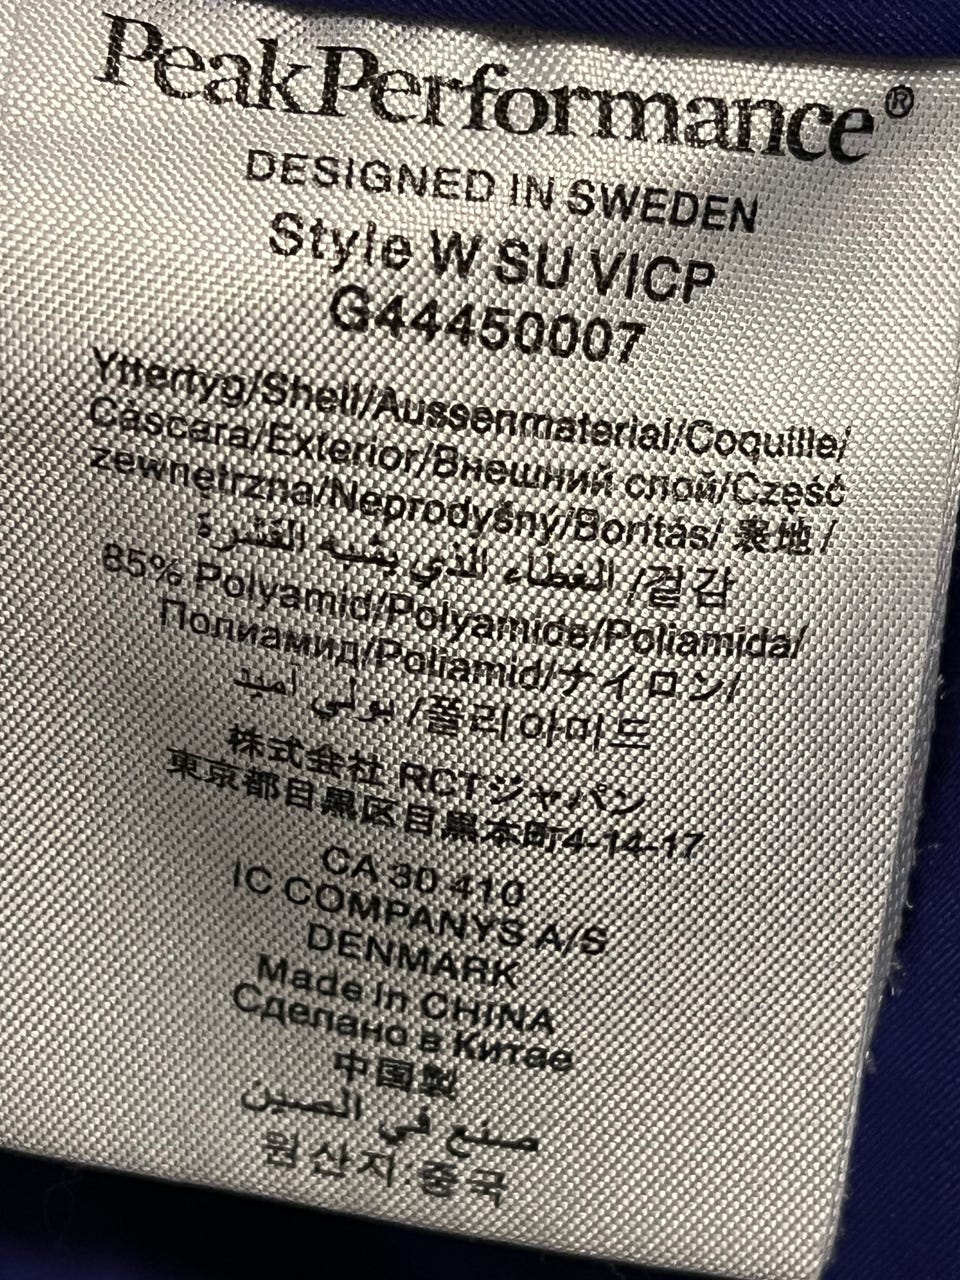 PeakPerformance®
DESIGNED IN SWEDEN
Style W SU VICP
G44450007
Yttertyg/Shell/Aussenmaterial/Coquille/
Càscara/Exterior/Внешний слой/Część
zewnętrzna/Neprodyšný/Borítás/ 表地 /
겉감/ الغطاء الذي يشبه القشرة
85% Polyamid/Polyamide/Poliamida/
Полиамид/Poliamid/ナイロン/
폴리아미드/ بولي أميد
株式会社 RCTジャパン
東京都目黒区目黒本町4-14-17
CA 30 410
IC COMPANYS A/S
DENMARK
Made in CHINA
Сделано в Китае
中国製
صنع في الصين
원산지:중국